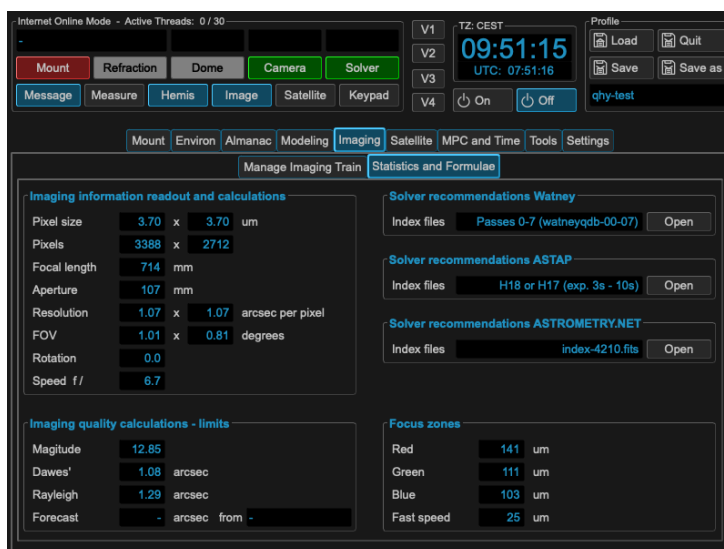 Internet Online Mode - Active Threads: 0 / 30
-
Mount Refraction Dome Camera Solver
Message Measure Hemis Image Satellite Keypad
V1
V2
V3
V4
TZ: CEST
09:51:15
UTC: 07:51:16
On Off
Profile
Load Quit
Save Save as
qhy-test
Mount Environ Almanac Modeling Imaging Satellite MPC and Time Tools Settings
Manage Imaging Train Statistics and Formulae
Imaging information readout and calculations
Pixel size 3.70 x 3.70 um
Pixels 3388 x 2712
Focal length 714 mm
Aperture 107 mm
Resolution 1.07 x 1.07 arcsec per pixel
FOV 1.01 x 0.81 degrees
Rotation 0.0
Speed f/ 6.7
Solver recommendations Watney
Index files Passes 0-7 (watneyqdb-00-07) Open
Solver recommendations ASTAP
Index files H18 or H17 (exp. 3s - 10s) Open
Solver recommendations ASTROMETRY.NET
Index files index-4210.fits Open
Imaging quality calculations - limits
Magitude 12.85
Dawes' 1.08 arcsec
Rayleigh 1.29 arcsec
Forecast - arcsec from -
Focus zones
Red 141 um
Green 111 um
Blue 103 um
Fast speed 25 um